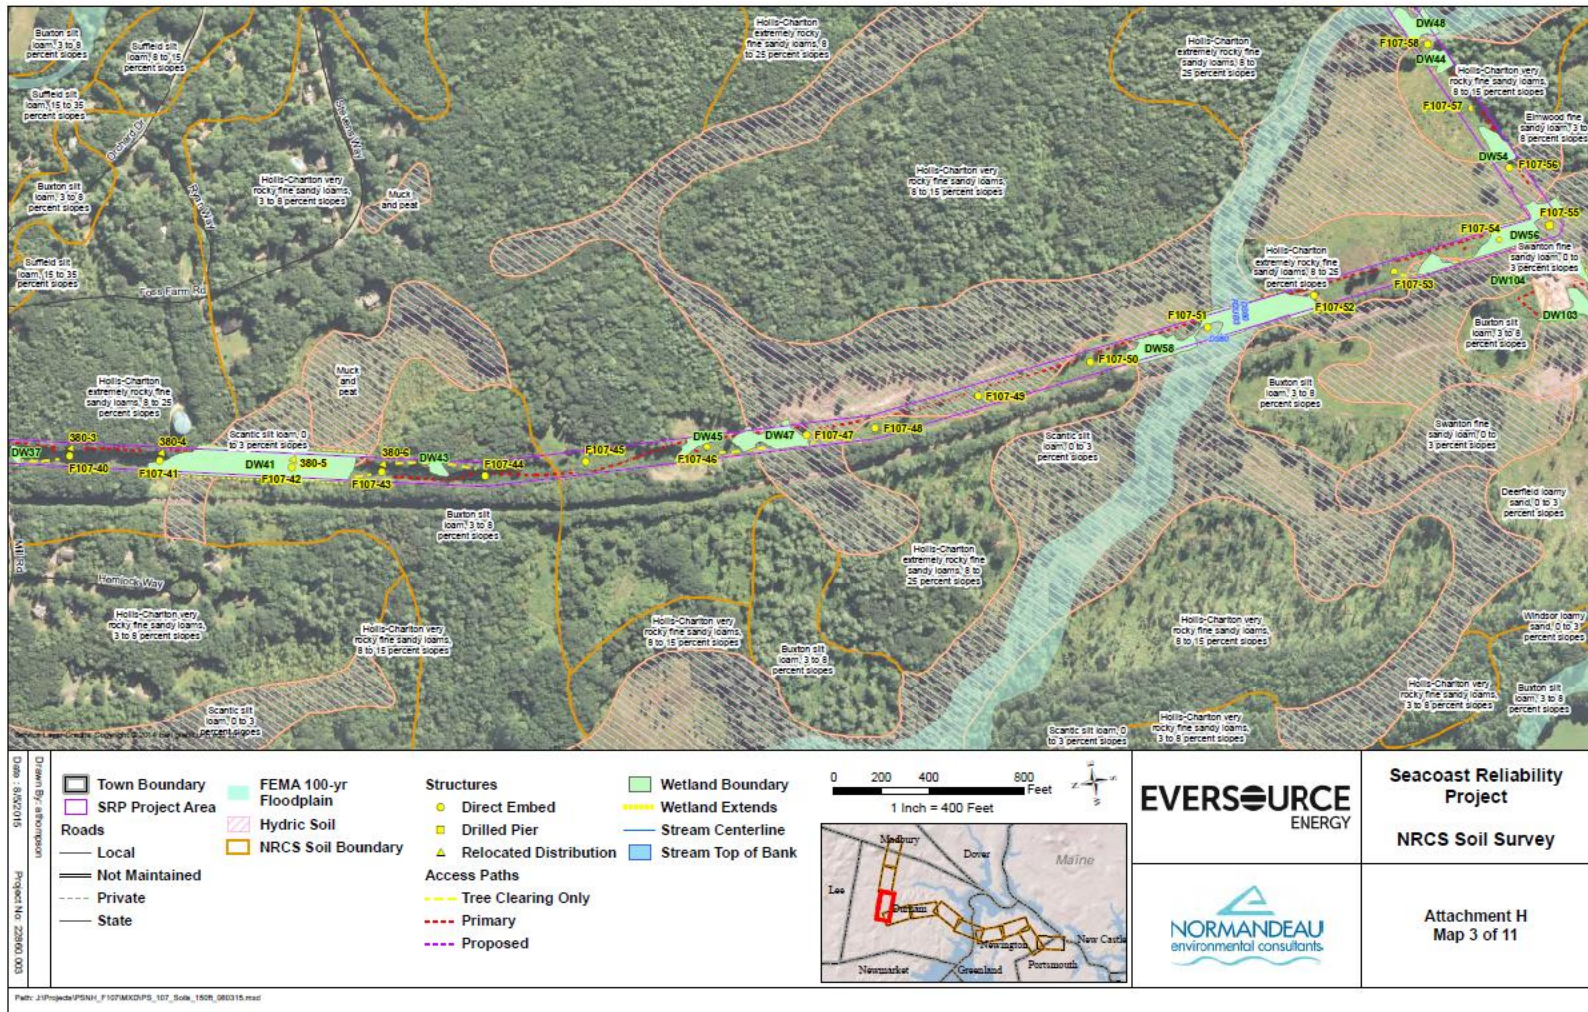 Buxton silt
loam, 3 to 8
percent slopes
Suffield silt
loam, 8 to 15
percent slopes
Suffield silt
loam, 15 to 35
percent slopes
Orchard Dr
Stevens Way
Buxton silt
loam, 3 to 8
percent slopes
Ryan Way
Hollis-Charlton very
rocky fine sandy loams,
3 to 8 percent slopes
Muck
and peat
Suffield silt
loam, 15 to 35
percent slopes
Foss Farm Rd
Hollis-Charlton
extremely rocky
fine sandy loams, 8
to 25 percent slopes
Hollis-Charlton
extremely rocky fine
sandy loams, 8 to
25 percent slopes
Hollis-Charlton very
rocky fine sandy loams,
8 to 15 percent slopes
DW48
F107-58
DW44
Hollis-Charlton very
rocky fine sandy loams,
8 to 15 percent slopes
F107-57
Elmwood fine
sandy loam, 3 to
8 percent slopes
DW54
F107-56
F107-55
F107-54
DW56
Swanton fine
sandy loam, 0 to
3 percent slopes
Hollis-Charlton
extremely rocky fine
sandy loams, 8 to 25
percent slopes
F107-53
DW104
DW103
F107-52
F107-51
DS80
DW58
F107-50
Buxton silt
loam, 3 to 8
percent slopes
Buxton silt
loam, 3 to 8
percent slopes
F107-49
Muck
and
peat
Hollis-Charlton
extremely rocky fine
sandy loams, 8 to 25
percent slopes
Scantic silt loam, 0
to 3 percent slopes
380-3
380-4
DW37
F107-40
F107-41
DW41
380-5
F107-42
380-6
F107-43
DW43
F107-44
F107-45
DW45
F107-46
DW47
F107-47
F107-48
Scantic silt
loam, 0 to 3
percent slopes
Swanton fine
sandy loam, 0 to
3 percent slopes
Deerfield loamy
sand, 0 to 3
percent slopes
Buxton silt
loam, 3 to 8
percent slopes
Mill Rd
Hemlock Way
Hollis-Charlton very
rocky fine sandy loams,
3 to 8 percent slopes
Hollis-Charlton very
rocky fine sandy loams,
8 to 15 percent slopes
Hollis-Charlton
extremely rocky fine
sandy loams, 8 to
25 percent slopes
Hollis-Charlton very
rocky fine sandy loams,
8 to 15 percent slopes
Buxton silt
loam, 3 to 8
percent slopes
Hollis-Charlton very
rocky fine sandy loams,
8 to 15 percent slopes
Windsor loamy
sand, 0 to 3
percent slopes
Hollis-Charlton very
rocky fine sandy loams,
3 to 8 percent slopes
Buxton silt
loam, 3 to 8
percent slopes
Scantic silt
loam, 0 to 3
percent slopes
Scantic silt loam, 0
to 3 percent slopes
Hollis-Charlton very
rocky fine sandy loams,
3 to 8 percent slopes
Drawn By: athompson
Date : 8/5/2015
Project No: 22860.003
Town Boundary
SRP Project Area
Roads
Local
Not Maintained
Private
State
FEMA 100-yr
Floodplain
Hydric Soil
NRCS Soil Boundary
Structures
Direct Embed
Drilled Pier
Relocated Distribution
Access Paths
Tree Clearing Only
Primary
Proposed
Wetland Boundary
Wetland Extends
Stream Centerline
Stream Top of Bank
0 200 400 800
Feet
1 Inch = 400 Feet
N
E
S
W
Madbury
Dover
Maine
Lee
Durham
Newington
New Castle
Newmarket
Greenland
Portsmouth
EVERSOURCE
ENERGY
NORMANDEAU
environmental consultants
Seacoast Reliability
Project
NRCS Soil Survey
Attachment H
Map 3 of 11
Path: J:\Projects\PSNH_F107\MXD\PS_107_Soils_150ft_080315.mxd